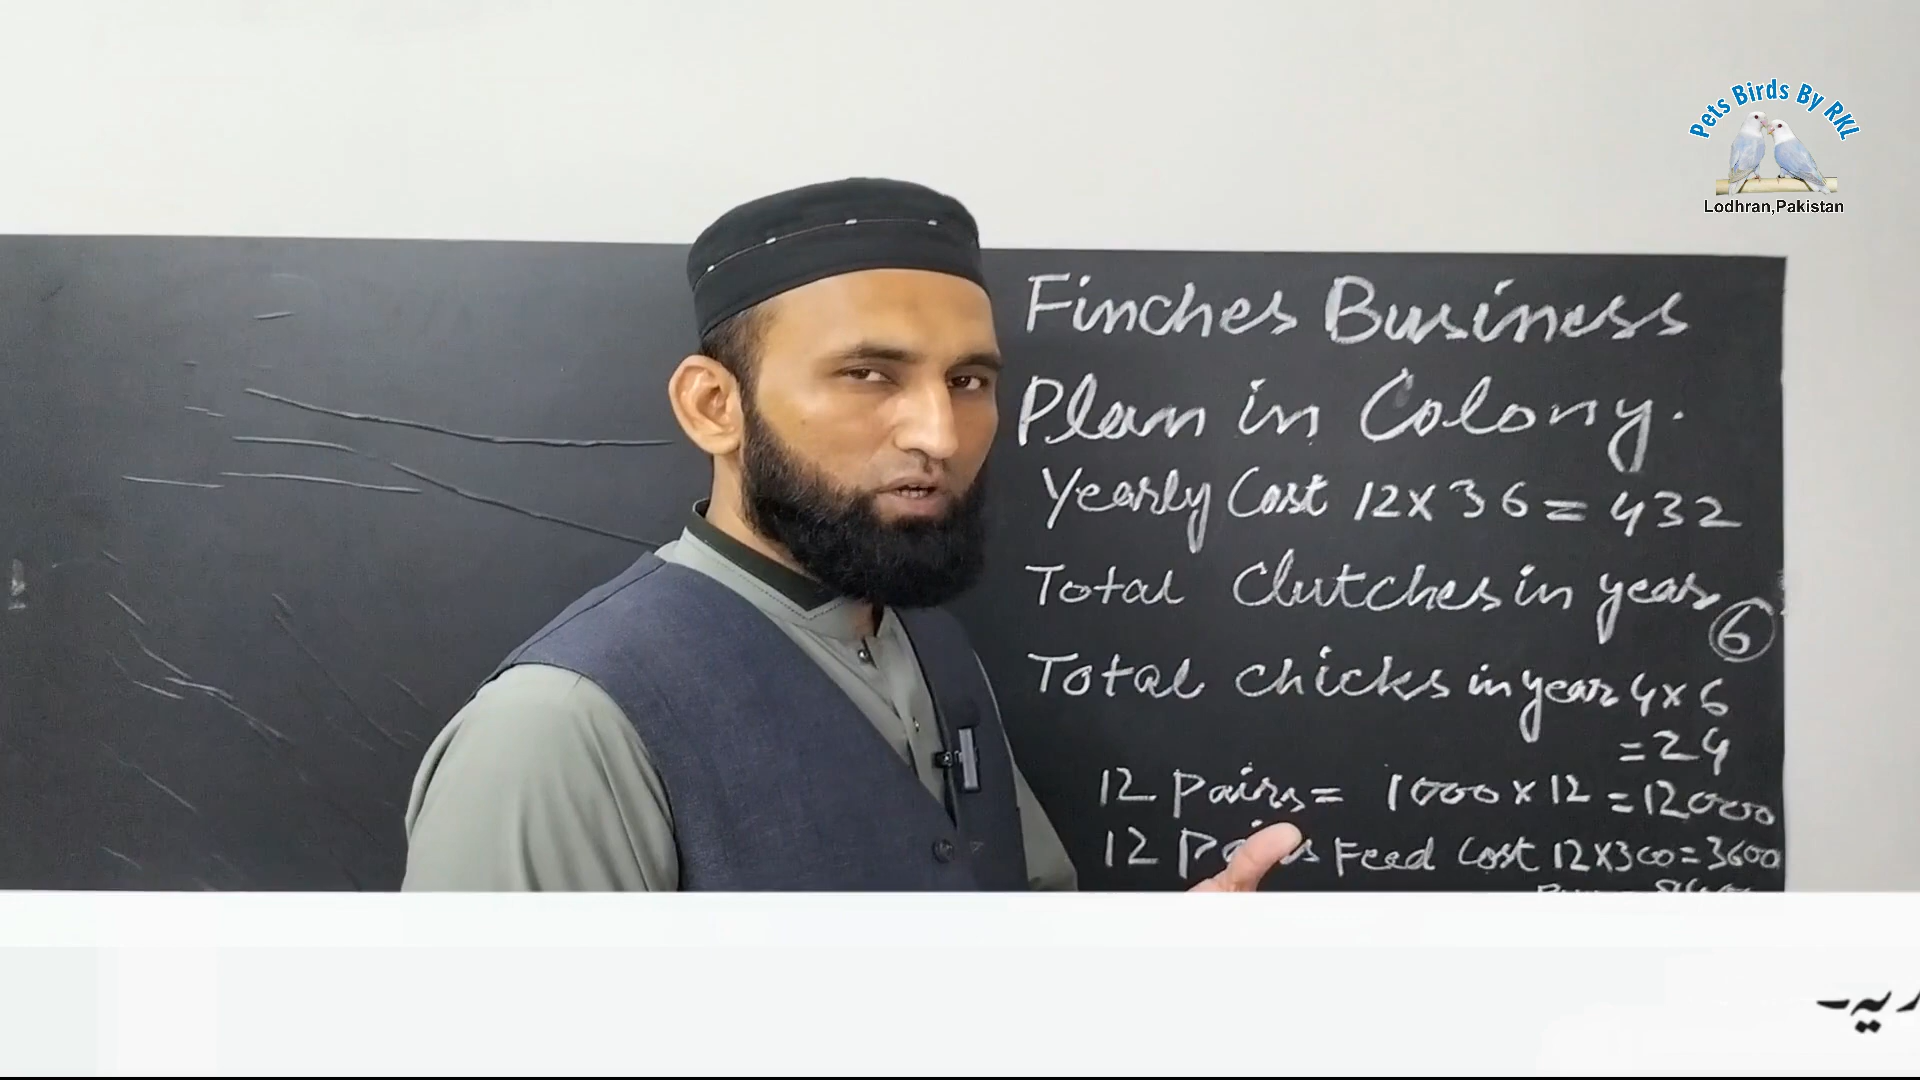 Pets Birds By RKL
Lodhran,Pakistan
Finches Business
Plan in Colony.
Yearly Cost 12x36=432
Total Clutches in year
6
Total chicks in year 4x6
=24
12 Pairs= 1000x12=12000
12 Pairs Feed Cost 12x300=3600